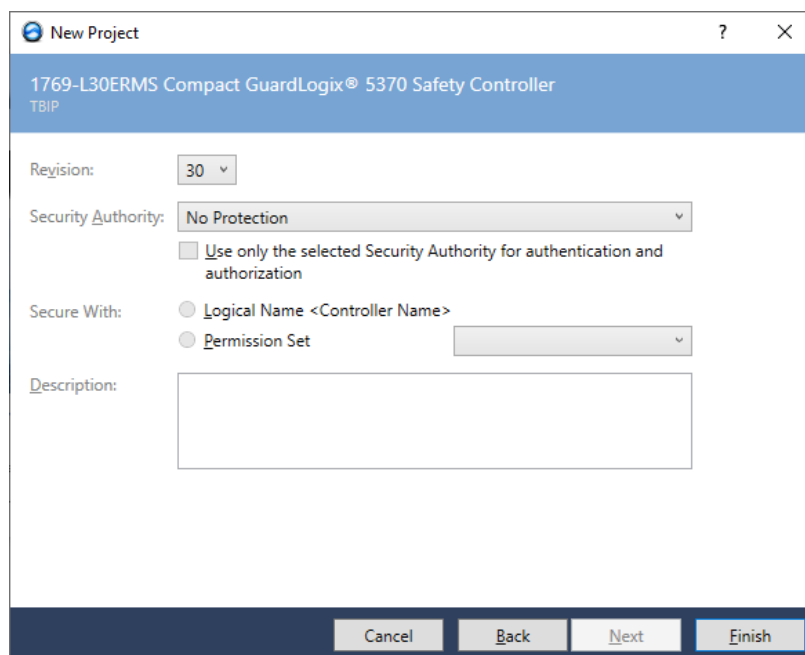 New Project
?
1769-L30ERMS Compact GuardLogix® 5370 Safety Controller
TBIP
Revision:
30
Security Authority:
No Protection
Use only the selected Security Authority for authentication and
authorization
Secure With:
Logical Name <Controller Name>
Permission Set
Description:
Cancel
Back
Next
Finish